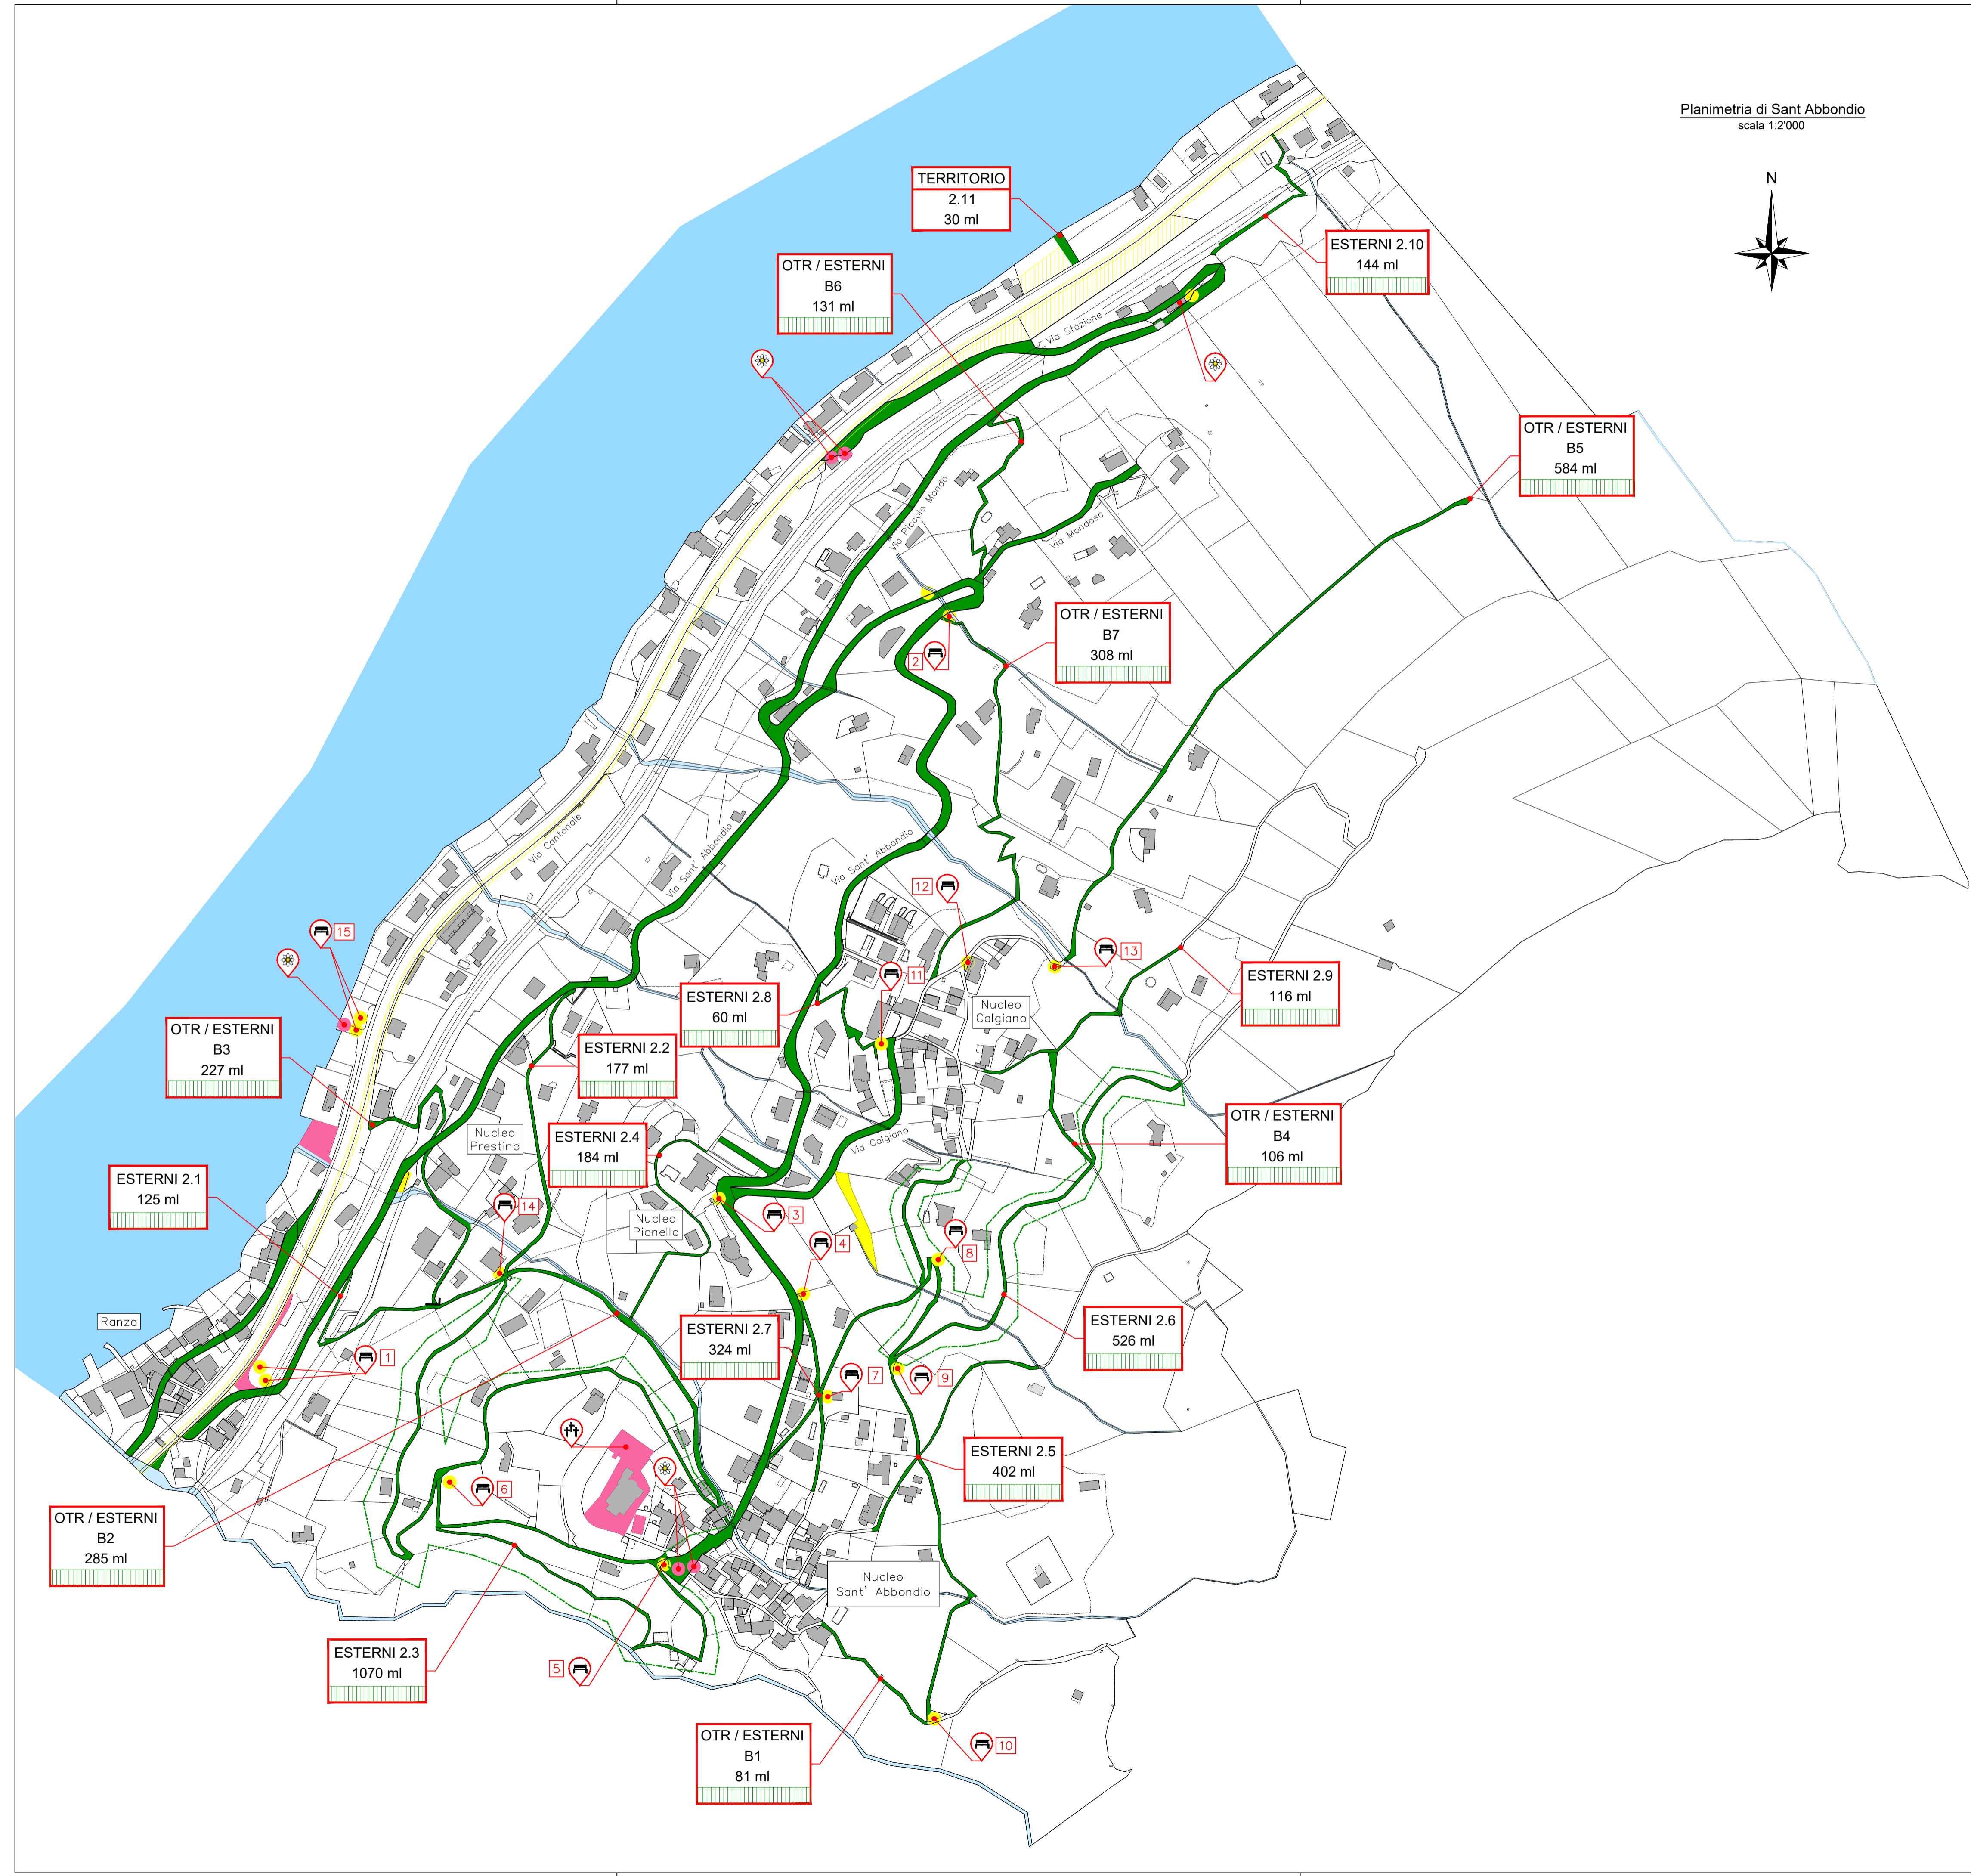 Planimetria di Sant Abbondio
scala 1:2'000
N
TERRITORIO
2.11
30 ml
ESTERNI 2.10
144 ml
OTR / ESTERNI
B6
131 ml
Via Stazione
OTR / ESTERNI
B5
584 ml
Via Piccolo Mondo
Via Mondasc
OTR / ESTERNI
B7
308 ml
2
Via Cantonale
Via Sant' Abbondio
Via Sant' Abbondio
12
15
13
11
ESTERNI 2.9
116 ml
ESTERNI 2.8
60 ml
Nucleo
Calgiano
OTR / ESTERNI
B3
227 ml
ESTERNI 2.2
177 ml
OTR / ESTERNI
B4
106 ml
Nucleo
Prestino
ESTERNI 2.4
184 ml
Via Calgiano
ESTERNI 2.1
125 ml
14
3
Nucleo
Pianello
4
8
Ranzo
ESTERNI 2.6
526 ml
ESTERNI 2.7
324 ml
1
7
9
ESTERNI 2.5
402 ml
6
OTR / ESTERNI
B2
285 ml
Nucleo
Sant' Abbondio
ESTERNI 2.3
1070 ml
5
OTR / ESTERNI
B1
81 ml
10